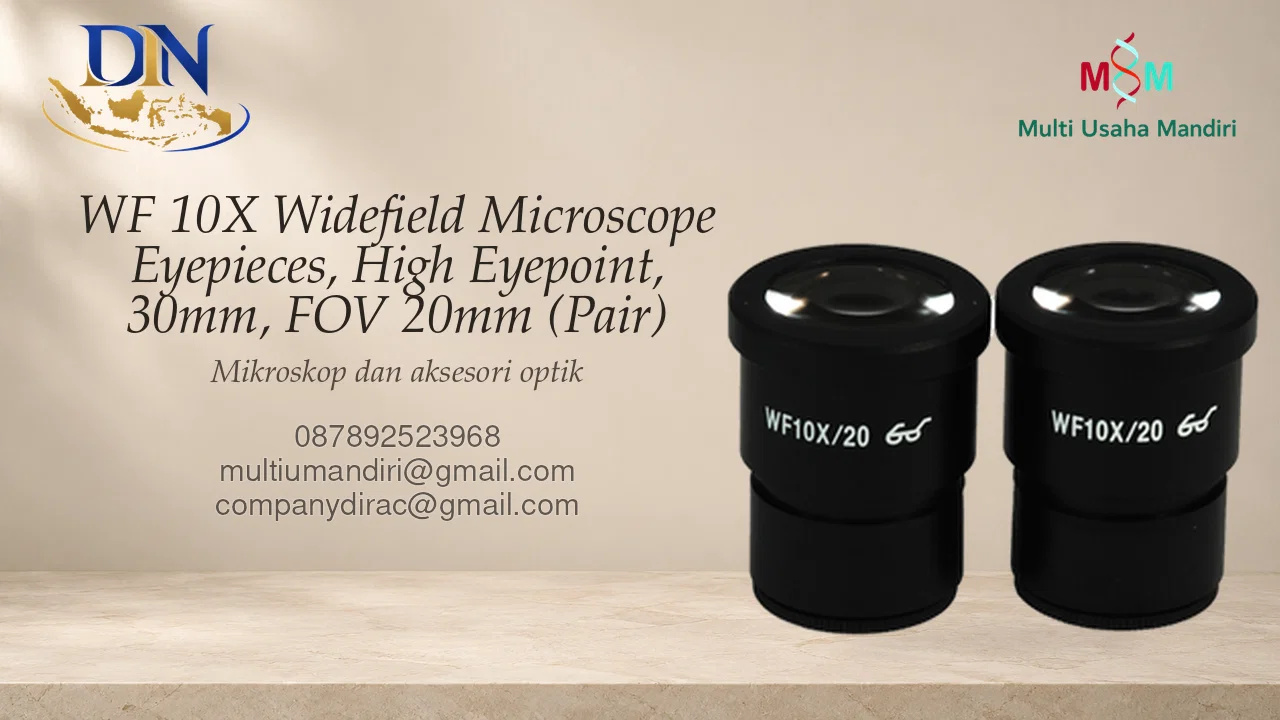 DN
M M
Multi Usaha Mandiri
WF 10X Widefield Microscope
Eyepieces, High Eyepoint,
30mm, FOV 20mm (Pair)
Mikroskop dan aksesori optik
087892523968
multiumandiri@gmail.com
companydirac@gmail.com
WF10X/20
WF10X/20